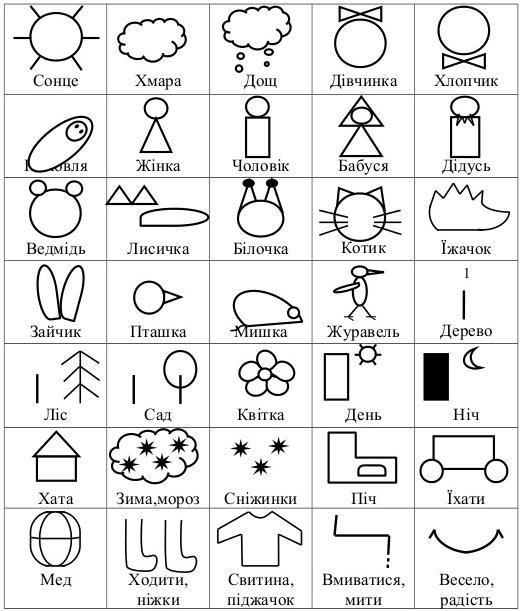 Сонце
Хмара
Дощ
Дівчинка
Хлопчик
Жінка
Чоловік
Бабуся
Дідусь
Ведмідь
Лисичка
Білочка
Котик
Їжачок
Зайчик
Пташка
Мишка
Журавель
1
Дерево
Ліс
Сад
Квітка
День
Ніч
Хата
Зима,мороз
Сніжинки
Піч
Їхати
Мед
Ходити,
ніжки
Свитина,
піджачок
Вмиватися,
мити
Весело,
радість